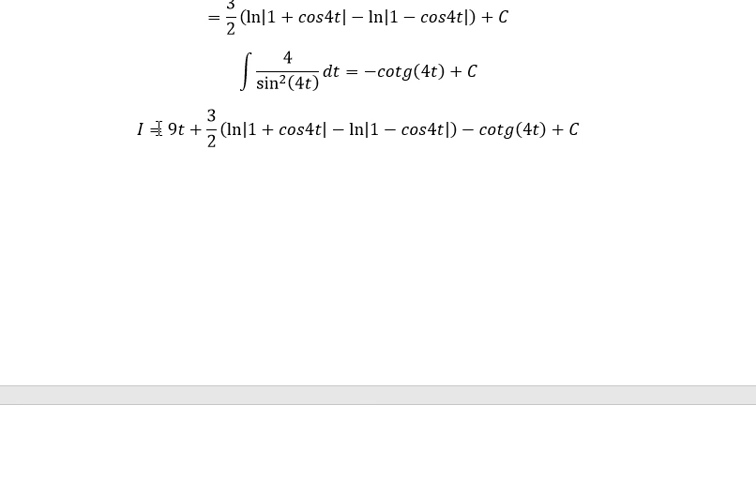 = 3/2 (ln|1 + cos4t| − ln|1 − cos4t|) + C
∫ 4/sin²(4t) dt = −cotg(4t) + C
I = 9t + 3/2 (ln|1 + cos4t| − ln|1 − cos4t|) − cotg(4t) + C